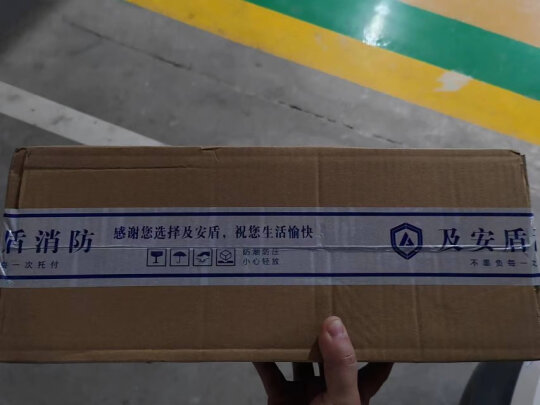 盾消防
一次托付
感谢您选择及安盾，祝您生活愉快
防潮防压
小心轻放
及安盾
不辜负每一